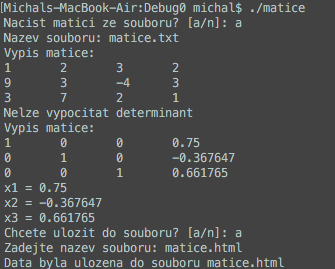 [Michals-MacBook-Air:Debug0 michal$ ./matice
Nacist matici ze souboru? [a/n]: a
Nazev souboru: matice.txt
Vypis matice:
1 2 3 2
9 3 -4 3
3 7 2 1
Nelze vypocitat determinant
Vypis matice:
1 0 0 0.75
0 1 0 -0.367647
0 0 1 0.661765
x1 = 0.75
x2 = -0.367647
x3 = 0.661765
Chcete ulozit do souboru? [a/n]: a
Zadejte nazev souboru: matice.html
Data byla ulozena do souboru matice.html